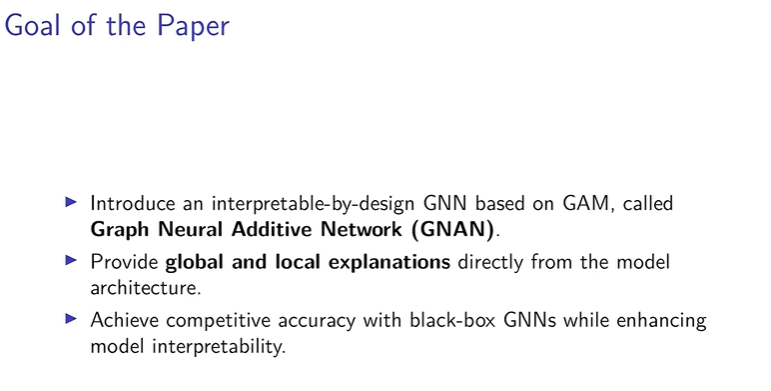 Goal of the Paper
Introduce an interpretable-by-design GNN based on GAM, called
Graph Neural Additive Network (GNAN).
Provide global and local explanations directly from the model
architecture.
Achieve competitive accuracy with black-box GNNs while enhancing
model interpretability.